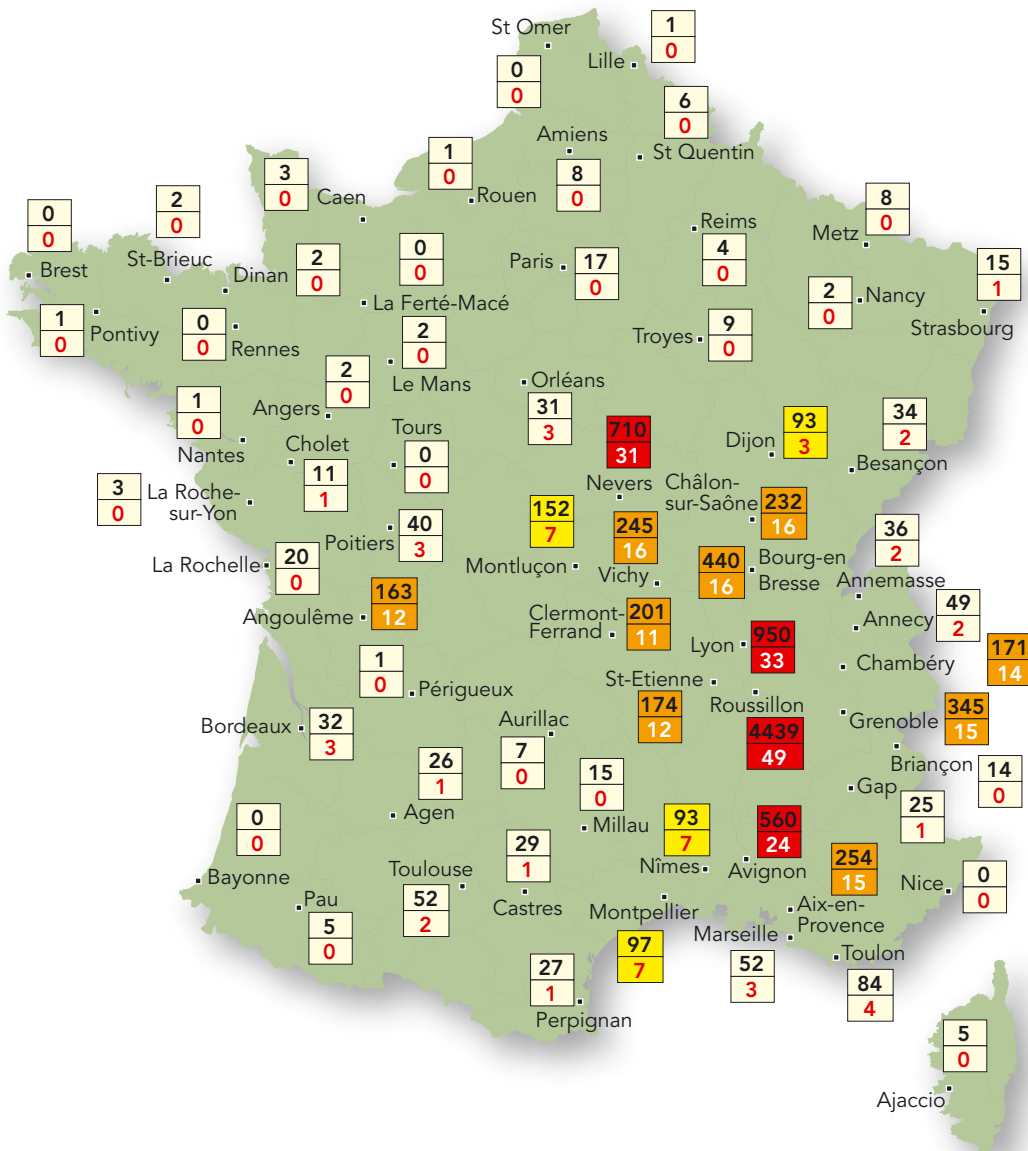 St Omer
0
0
1
0
Lille
6
0
St Quentin
Amiens
8
0
1
0
Rouen
3
0
Caen
2
0
St-Brieuc
0
0
Brest
Dinan
2
0
0
0
La Ferté-Macé
Paris
17
0
Reims
4
0
8
0
Metz
15
1
Strasbourg
2
0
Nancy
1
0
Pontivy
0
0
Rennes
2
0
Le Mans
Troyes
9
0
2
0
Angers
Orléans
31
3
1
0
Nantes
Cholet
11
1
Tours
0
0
710
31
Nevers
93
3
Dijon
34
2
Besançon
3
0
La Roche-
sur-Yon
40
3
Poitiers
152
7
Montluçon
245
16
Vichy
Châlon-
sur-Saône
232
16
440
16
Bourg-en
Bresse
36
2
Annemasse
La Rochelle
20
0
163
12
Angoulême
Clermont-
Ferrand
201
11
Lyon
950
33
49
2
Annecy
171
14
Chambéry
1
0
Périgueux
St-Etienne
174
12
Roussillon
4439
49
Grenoble
345
15
Bordeaux
32
3
Aurillac
7
0
Briançon
14
0
26
1
Agen
15
0
Millau
Gap
25
1
0
0
Bayonne
93
7
Nîmes
560
24
Avignon
254
15
Aix-en-
Provence
Nice
0
0
29
1
Castres
Toulouse
52
2
Pau
5
0
Montpellier
97
7
Marseille
52
3
Toulon
84
4
27
1
Perpignan
5
0
Ajaccio